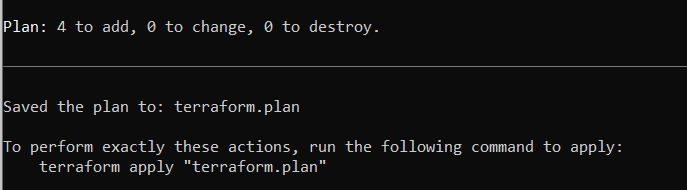 Plan: 4 to add, 0 to change, 0 to destroy.
Saved the plan to: terraform.plan
To perform exactly these actions, run the following command to apply:
    terraform apply "terraform.plan"